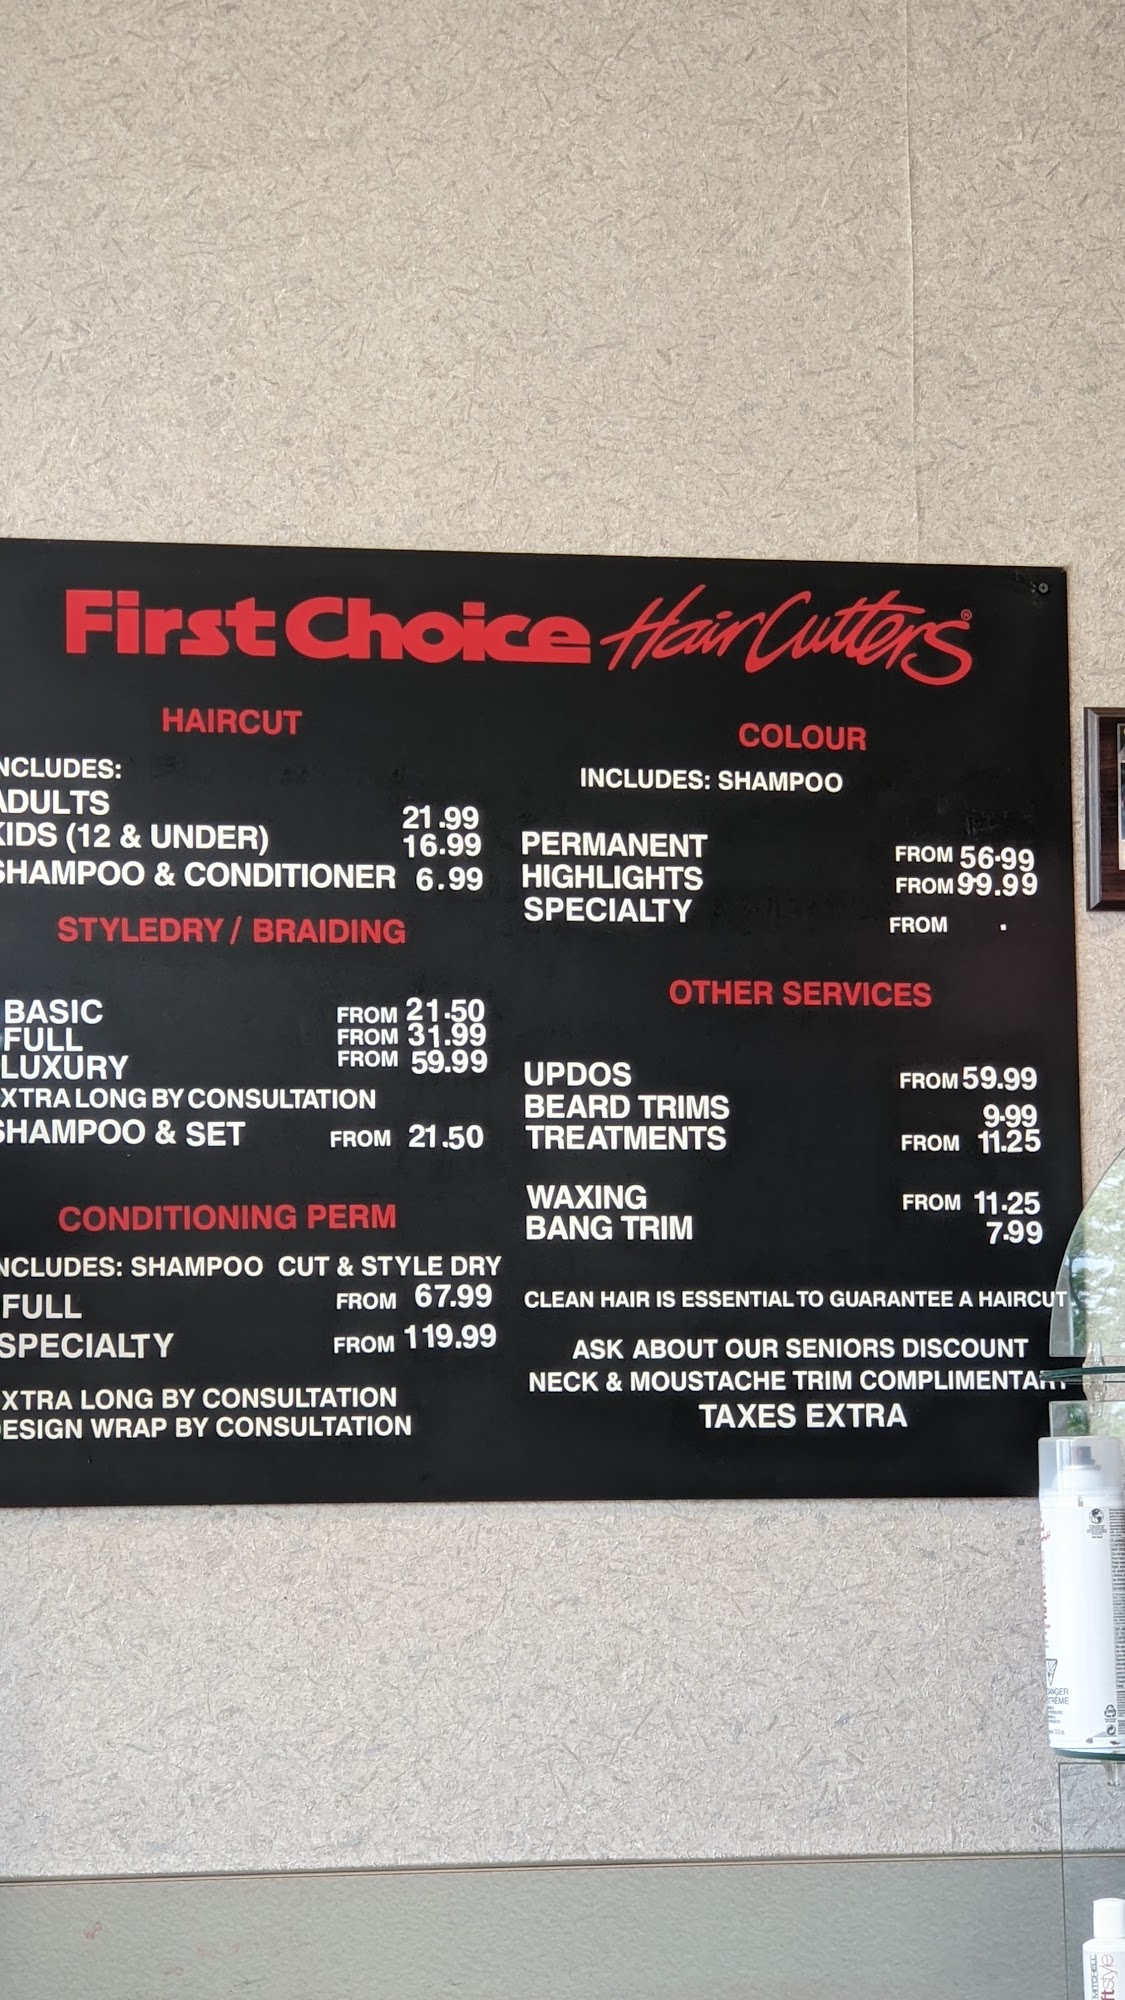 First Choice Hair Cutters®
HAIRCUT
NCLUDES:
ADULTS 21.99
KIDS (12 & UNDER) 16.99
SHAMPOO & CONDITIONER 6.99
STYLEDRY / BRAIDING
BASIC FROM 21.50
FULL FROM 31.99
LUXURY FROM 59.99
XTRA LONG BY CONSULTATION
SHAMPOO & SET FROM 21.50
CONDITIONING PERM
NCLUDES: SHAMPOO CUT & STYLE DRY
FULL FROM 67.99
SPECIALTY FROM 119.99
XTRA LONG BY CONSULTATION
DESIGN WRAP BY CONSULTATION
COLOUR
INCLUDES: SHAMPOO
PERMANENT FROM 56.99
HIGHLIGHTS FROM 99.99
SPECIALTY FROM .
OTHER SERVICES
UPDOS FROM 59.99
BEARD TRIMS 9.99
TREATMENTS FROM 11.25
WAXING FROM 11.25
BANG TRIM 7.99
CLEAN HAIR IS ESSENTIAL TO GUARANTEE A HAIRCUT
ASK ABOUT OUR SENIORS DISCOUNT
NECK & MOUSTACHE TRIM COMPLIMENTARY
TAXES EXTRA
MITCHELL
ftstyle